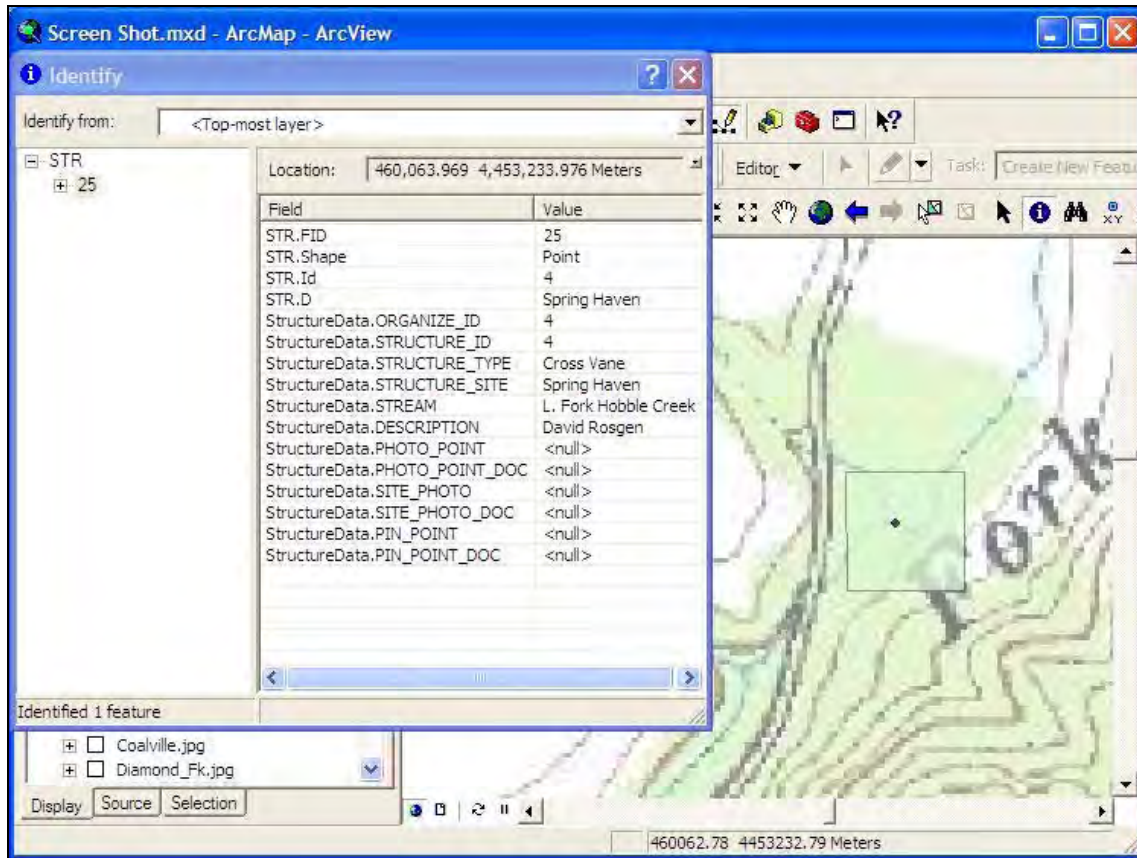 Screen Shot.mxd - ArcMap - ArcView
Identify
Identify from: <Top-most layer>
STR
25
Location: 460,063.969 4,453,233.976 Meters
Field Value
STR.FID 25
STR.Shape Point
STR.Id 4
STR.D Spring Haven
StructureData.ORGANIZE_ID 4
StructureData.STRUCTURE_ID 4
StructureData.STRUCTURE_TYPE Cross Vane
StructureData.STRUCTURE_SITE Spring Haven
StructureData.STREAM L. Fork Hobble Creek
StructureData.DESCRIPTION David Rosgen
StructureData.PHOTO_POINT <null>
StructureData.PHOTO_POINT_DOC <null>
StructureData.SITE_PHOTO <null>
StructureData.SITE_PHOTO_DOC <null>
StructureData.PIN_POINT <null>
StructureData.PIN_POINT_DOC <null>
Identified 1 feature
Editor Task: Create New Featu
XY
Fork
Coalville.jpg
Diamond_Fk.jpg
Display Source Selection
460062.78 4453232.79 Meters